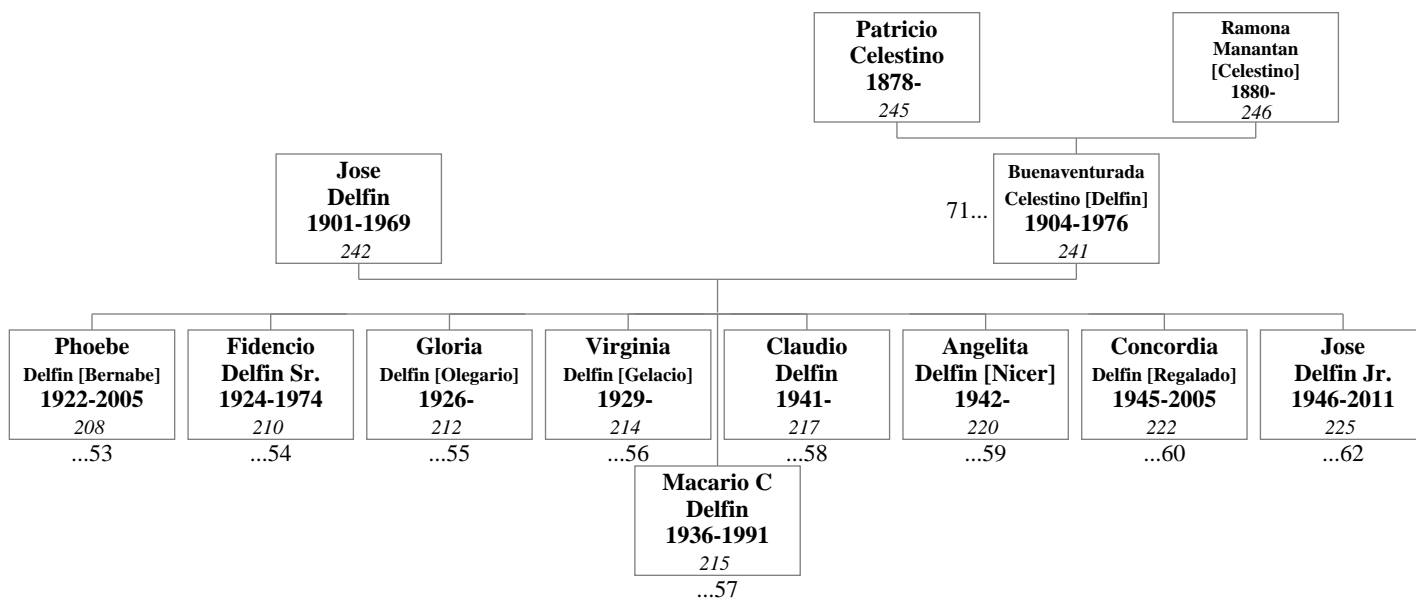 Patricio
Celestino
1878-
245
Ramona
Manantan
[Celestino]
1880-
246
Jose
Delfin
1901-1969
242
71...
Buenaventurada
Celestino [Delfin]
1904-1976
241
Phoebe
Delfin [Bernabe]
1922-2005
208
...53
Fidencio
Delfin Sr.
1924-1974
210
...54
Gloria
Delfin [Olegario]
1926-
212
...55
Virginia
Delfin [Gelacio]
1929-
214
...56
Claudio
Delfin
1941-
217
...58
Angelita
Delfin [Nicer]
1942-
220
...59
Concordia
Delfin [Regalado]
1945-2005
222
...60
Jose
Delfin Jr.
1946-2011
225
...62
Macario C
Delfin
1936-1991
215
...57